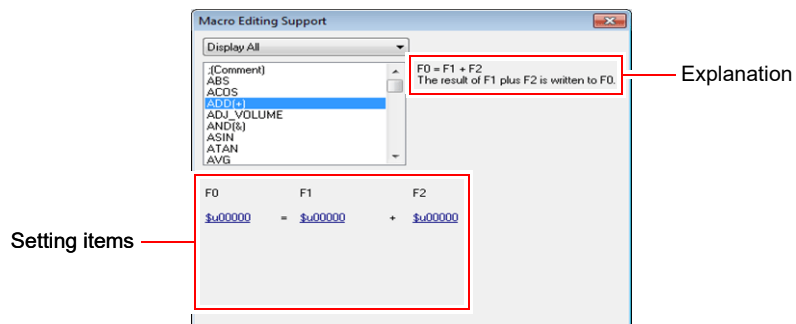 Macro Editing Support
Display All
;(Comment)
ABS
ACOS
ADD(+)
ADJ_VOLUME
AND(&)
ASIN
ATAN
AVG
F0 = F1 + F2
The result of F1 plus F2 is written to F0.
Explanation
F0 F1 F2
$u00000 = $u00000 + $u00000
Setting items